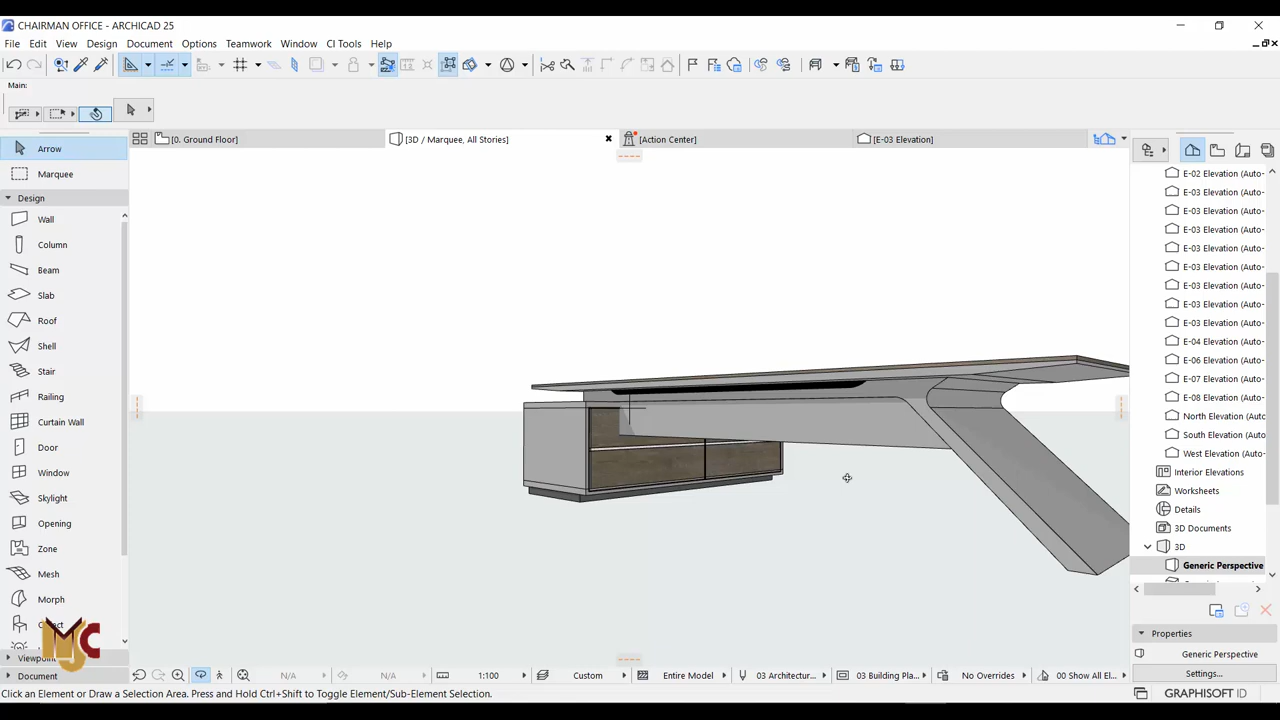 CHAIRMAN OFFICE - ARCHICAD 25
File Edit View Design Document Options Teamwork Window CI Tools Help
Main:
Arrow
Marquee
Design
Wall
Column
Beam
Slab
Roof
Shell
Stair
Railing
Curtain Wall
Door
Window
Skylight
Opening
Zone
Mesh
Morph
Document
[0. Ground Floor]
[3D / Marquee, All Stories]
[Action Center]
[E-03 Elevation]
E-02 Elevation (Auto-
E-03 Elevation (Auto-
E-03 Elevation (Auto-
E-03 Elevation (Auto-
E-03 Elevation (Auto-
E-03 Elevation (Auto-
E-03 Elevation (Auto-
E-03 Elevation (Auto-
E-03 Elevation (Auto-
E-04 Elevation (Auto-
E-06 Elevation (Auto-
E-07 Elevation (Auto-
E-08 Elevation (Auto-
North Elevation (Auto-
South Elevation (Auto-
West Elevation (Auto-
Interior Elevations
Worksheets
Details
3D Documents
3D
Generic Perspective
Properties
Generic Perspective
Settings...
N/A
N/A
1:100
Custom
Entire Model
03 Architectur...
03 Building Pla...
No Overrides
00 Show All El...
Click an Element or Draw a Selection Area. Press and Hold Ctrl+Shift to Toggle Element/Sub-Element Selection.
GRAPHISOFT ID